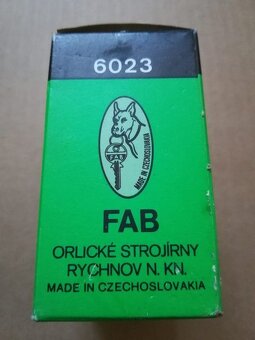 6023
FAB
MADE IN CZECHOSLOVAKIA
FAB
ORLICKÉ STROJÍRNY
RYCHNOV N. KN.
MADE IN CZECHOSLOVAKIA